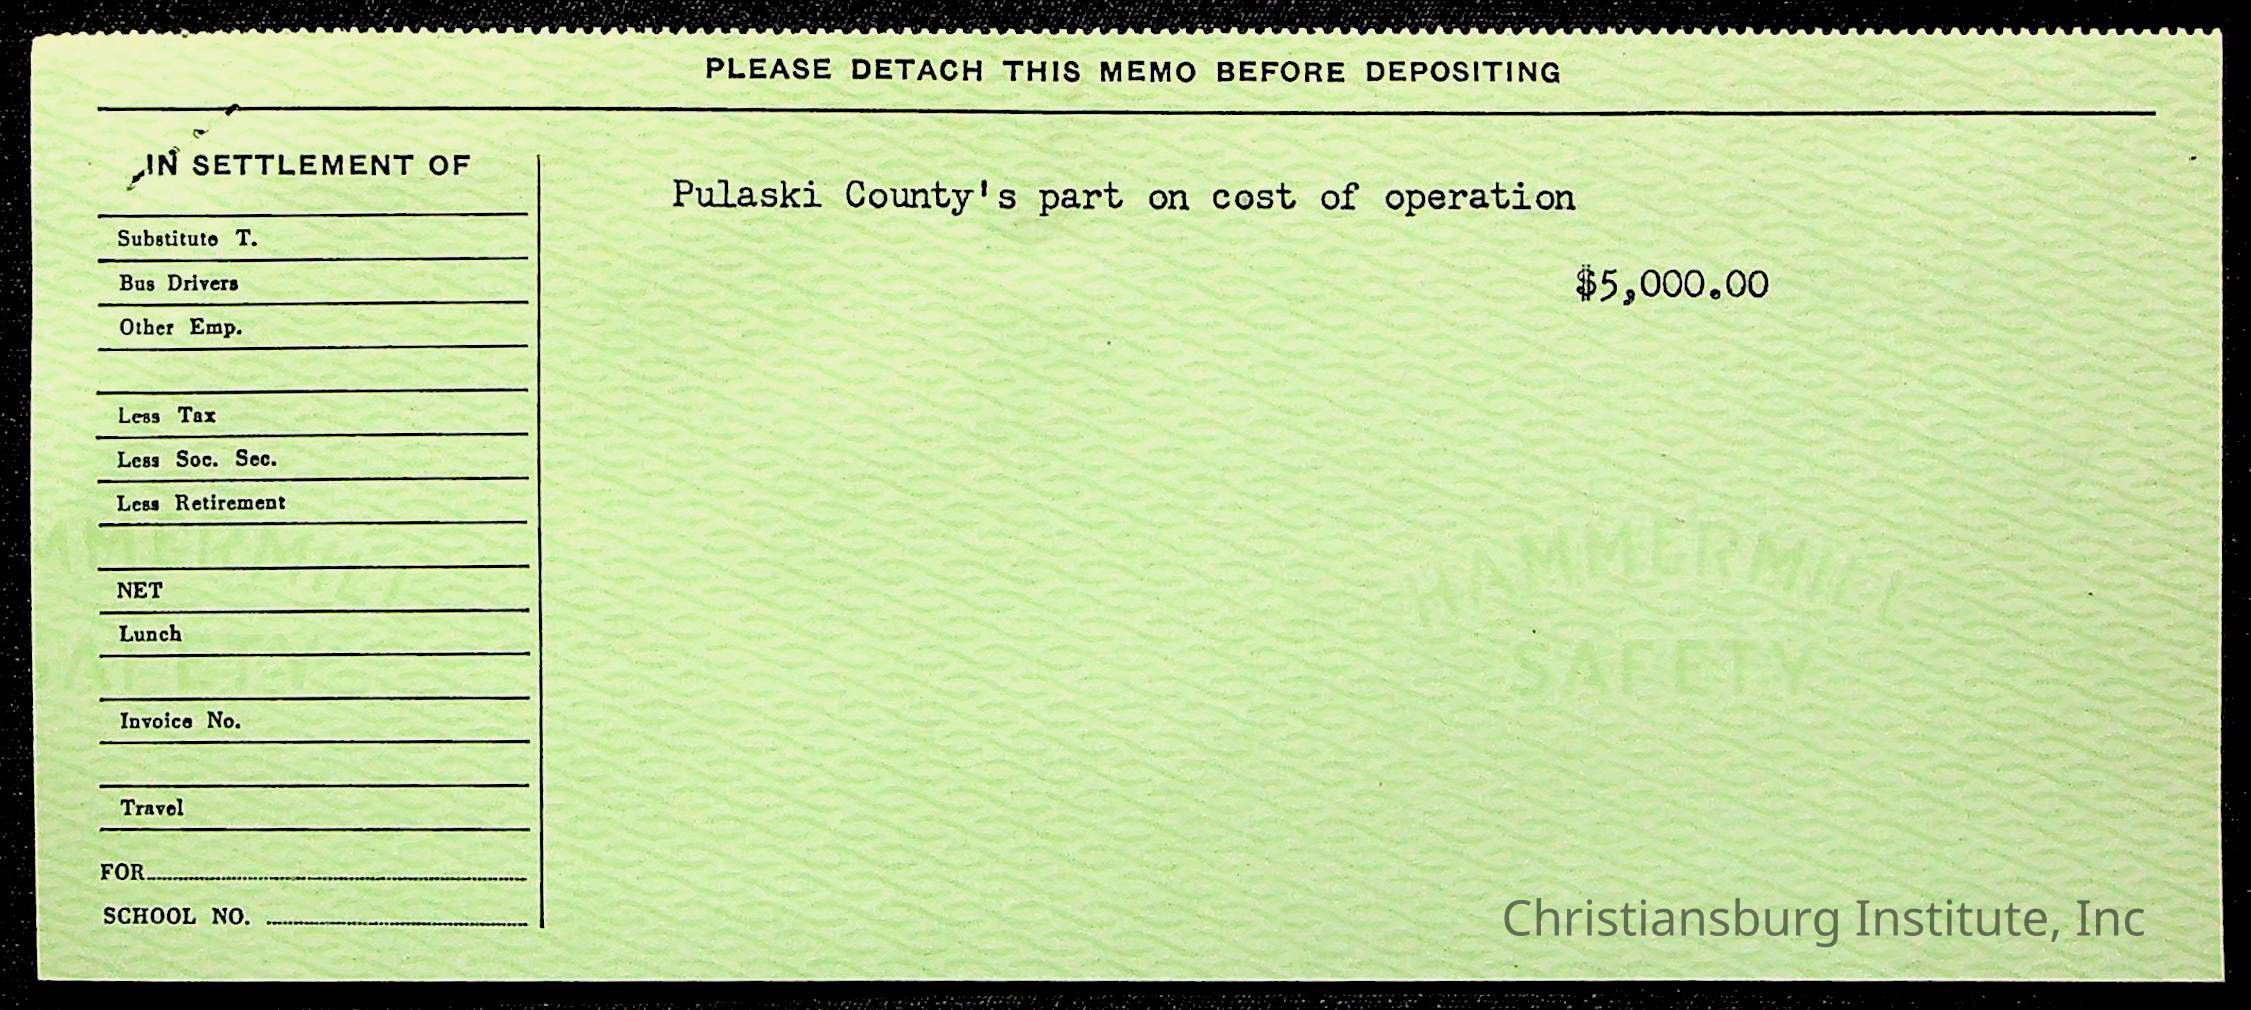 PLEASE DETACH THIS MEMO BEFORE DEPOSITING
IN SETTLEMENT OF
Substitute T.
Bus Drivers
Other Emp.
Less Tax
Less Soc. Sec.
Less Retirement
NET
Lunch
Invoice No.
Travel
FOR
SCHOOL NO.
Pulaski County's part on cost of operation
$5,000.00
MMERMILL
SAFETY
HAMMERMILL
SAFETY
Christiansburg Institute, Inc